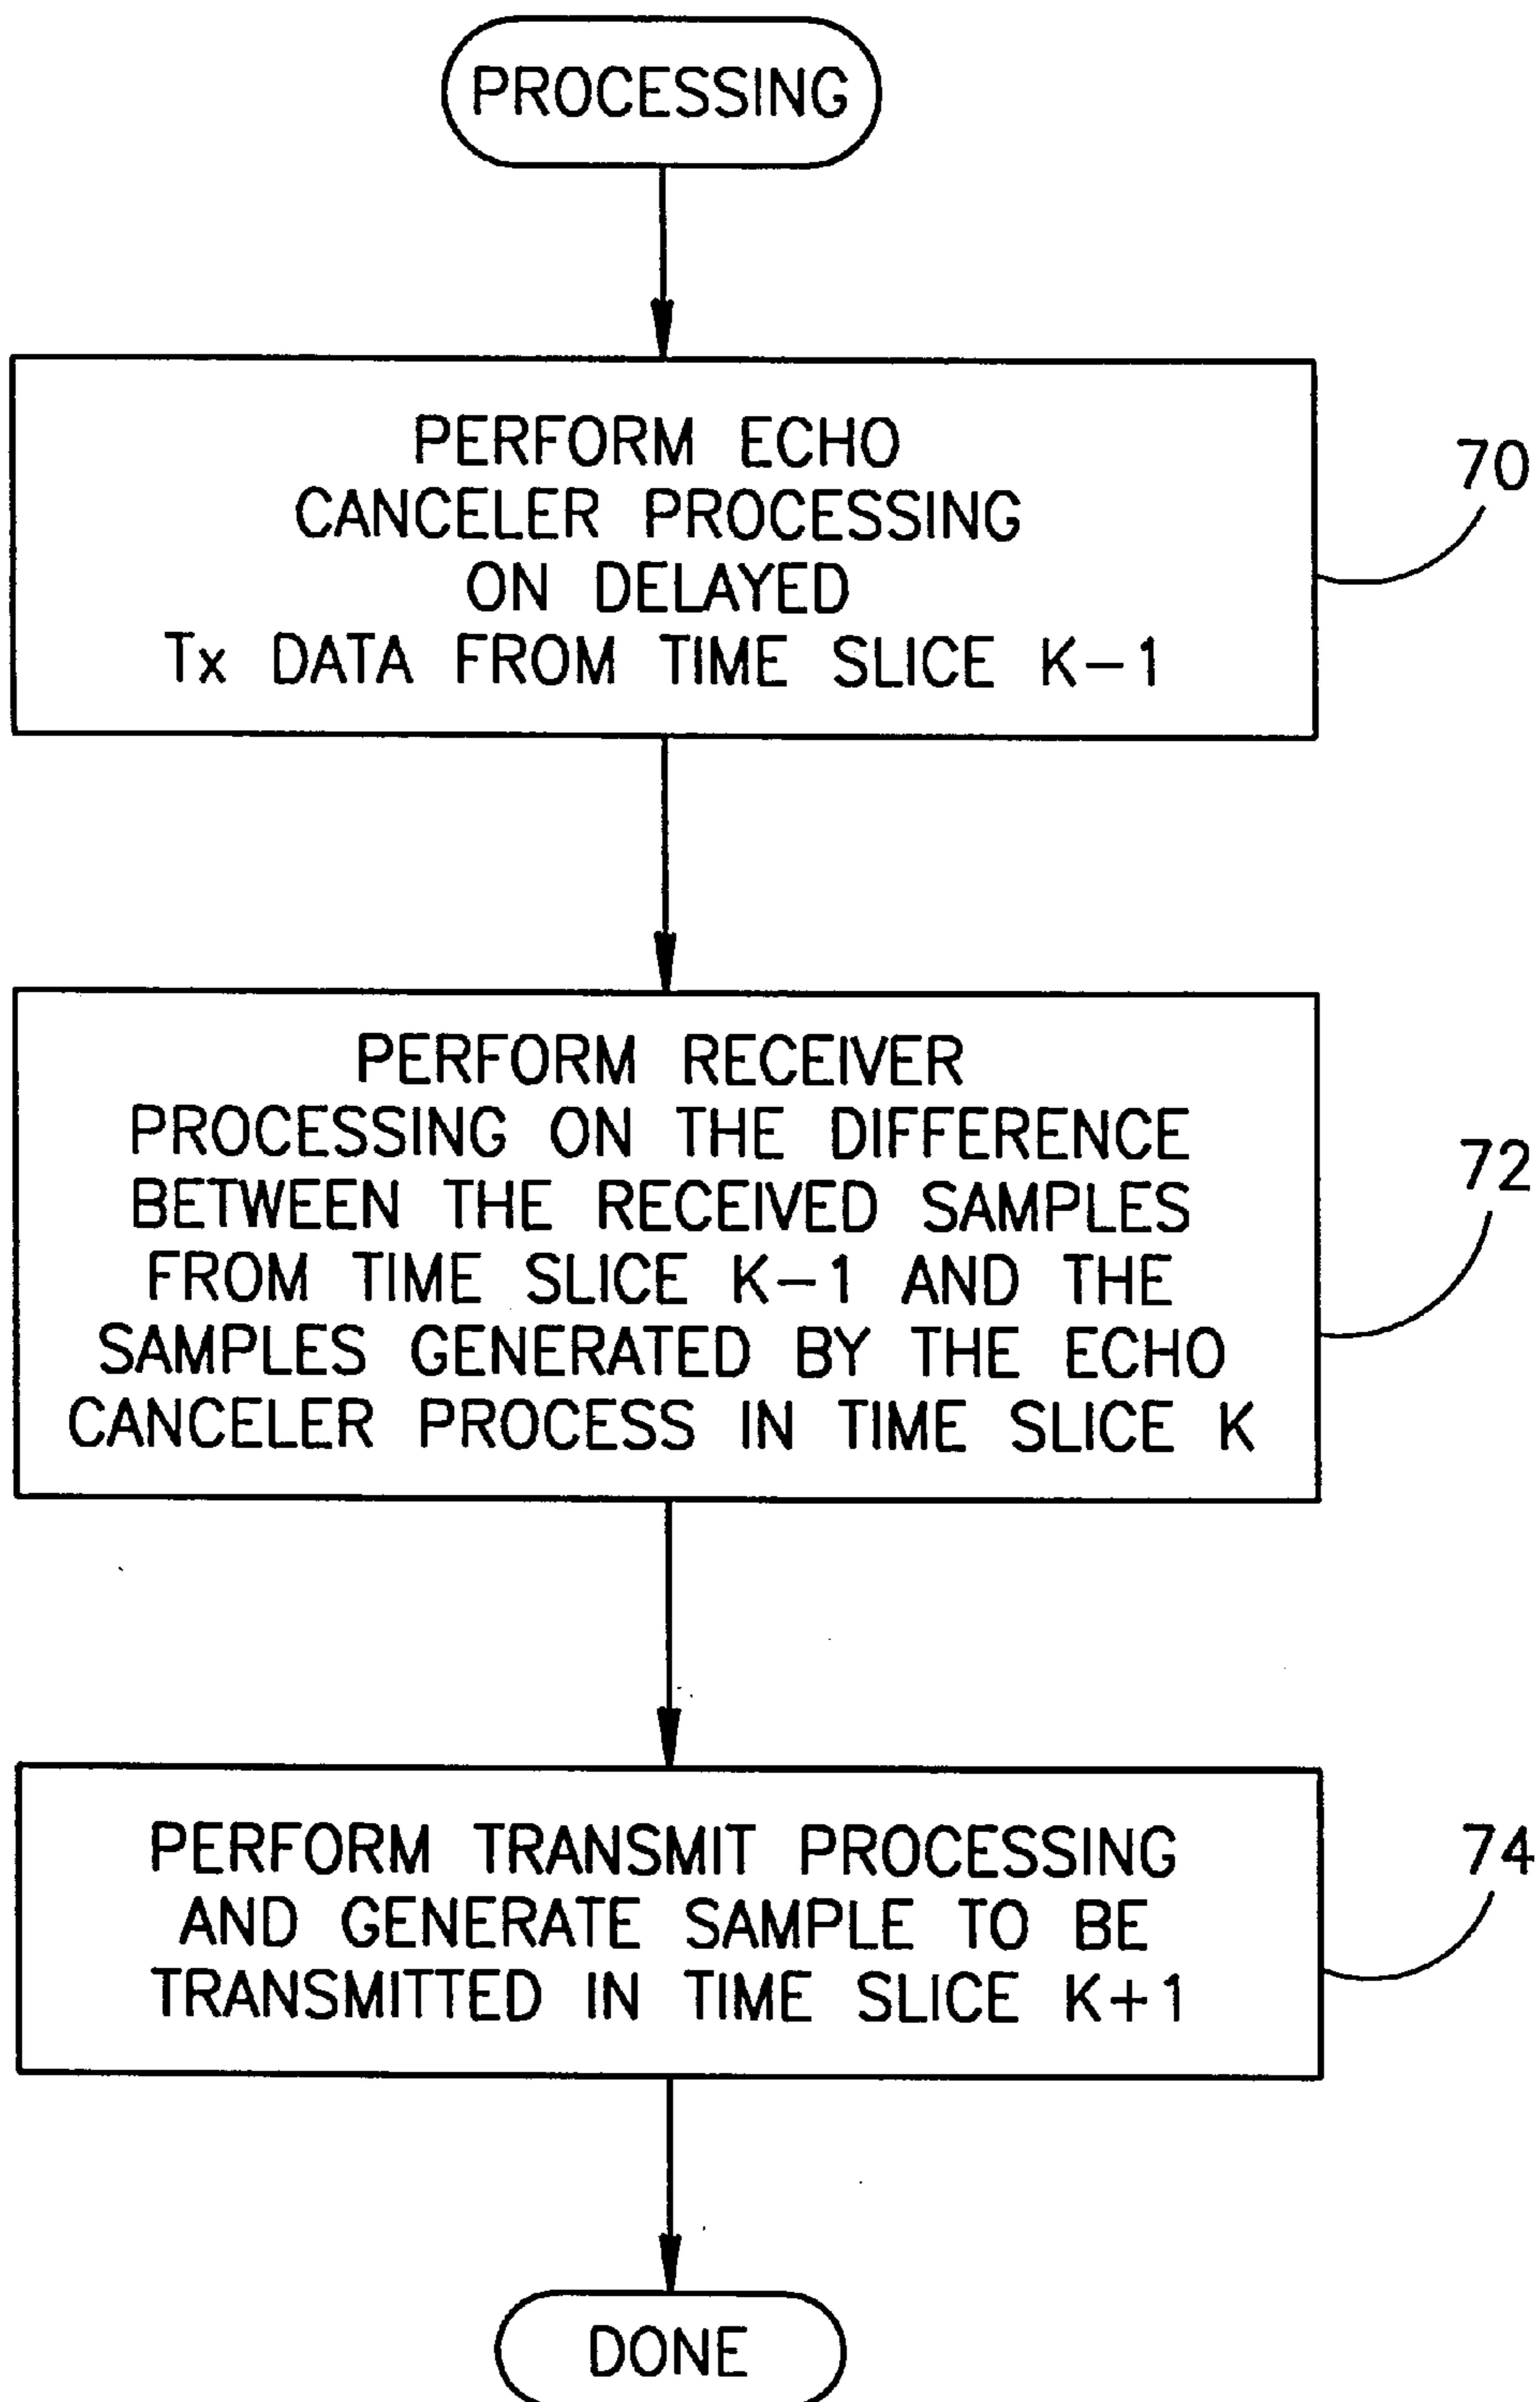 PROCESSING
PERFORM ECHO
CANCELER PROCESSING
ON DELAYED
Tx DATA FROM TIME SLICE K-1
70
PERFORM RECEIVER
PROCESSING ON THE DIFFERENCE
BETWEEN THE RECEIVED SAMPLES
FROM TIME SLICE K-1 AND THE
SAMPLES GENERATED BY THE ECHO
CANCELER PROCESS IN TIME SLICE K
72
PERFORM TRANSMIT PROCESSING
AND GENERATE SAMPLE TO BE
TRANSMITTED IN TIME SLICE K+1
74
DONE